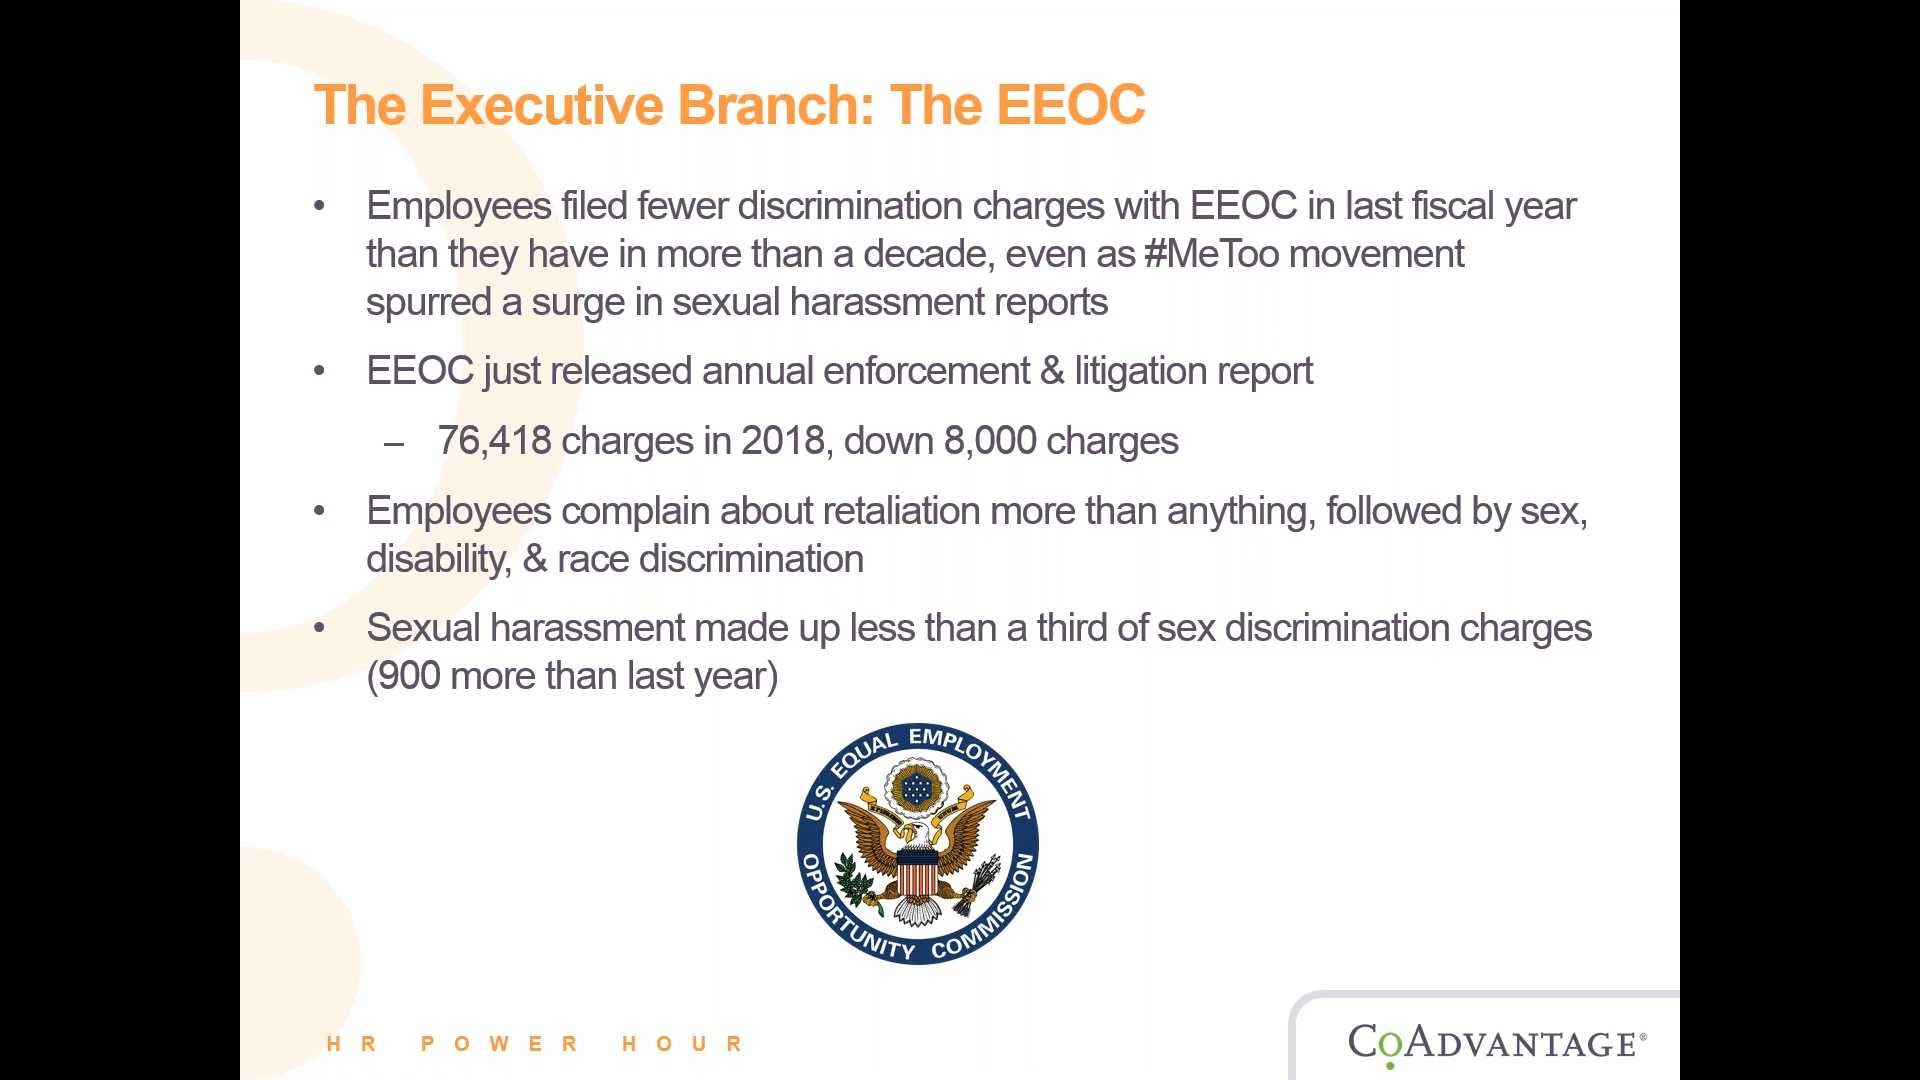 The Executive Branch: The EEOC
• Employees filed fewer discrimination charges with EEOC in last fiscal year
than they have in more than a decade, even as #MeToo movement
spurred a surge in sexual harassment reports
• EEOC just released annual enforcement & litigation report
– 76,418 charges in 2018, down 8,000 charges
• Employees complain about retaliation more than anything, followed by sex,
disability, & race discrimination
• Sexual harassment made up less than a third of sex discrimination charges
(900 more than last year)
U.S. EQUAL EMPLOYMENT
OPPORTUNITY COMMISSION
HR POWER HOUR
CoAdvantage®